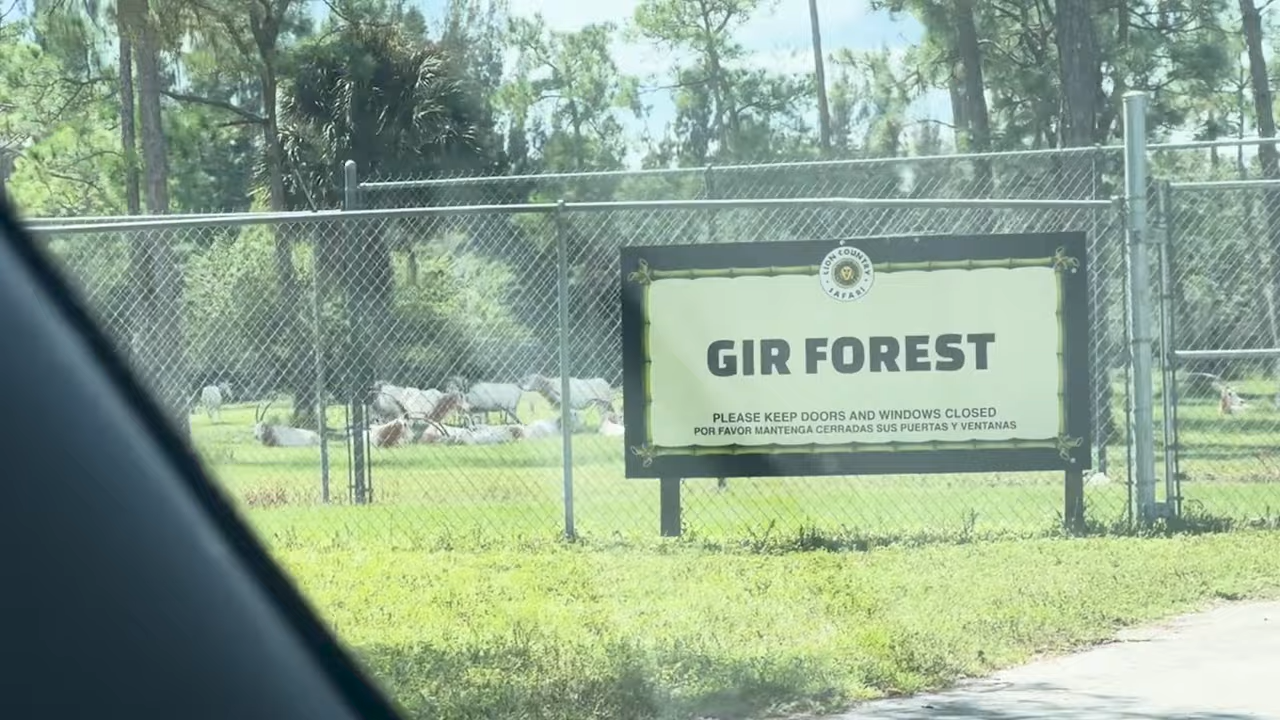 LION COUNTRY
SAFARI
GIR FOREST
PLEASE KEEP DOORS AND WINDOWS CLOSED
POR FAVOR MANTENGA CERRADAS SUS PUERTAS Y VENTANAS